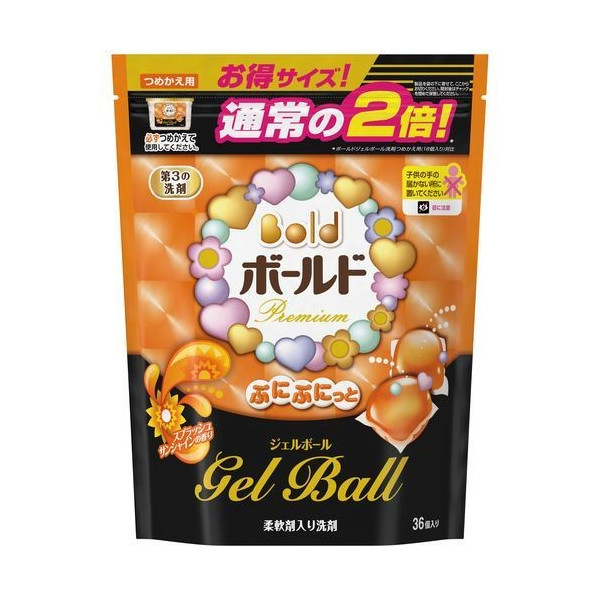 つめかえ用
お得サイズ!
通常の2倍!
*ボールドジェルボール洗剤つめかえ用(18個入り)対比
必ずつめかえて
使用してください。
第3の
洗剤
子供の手の
届かない所に
置いてください
目に注意
Bold
ボールド
Premium
ぷにぷにっと
スプラッシュ
サンシャインの香り
ジェルボール
Gel Ball
柔軟剤入り洗剤
36個入り